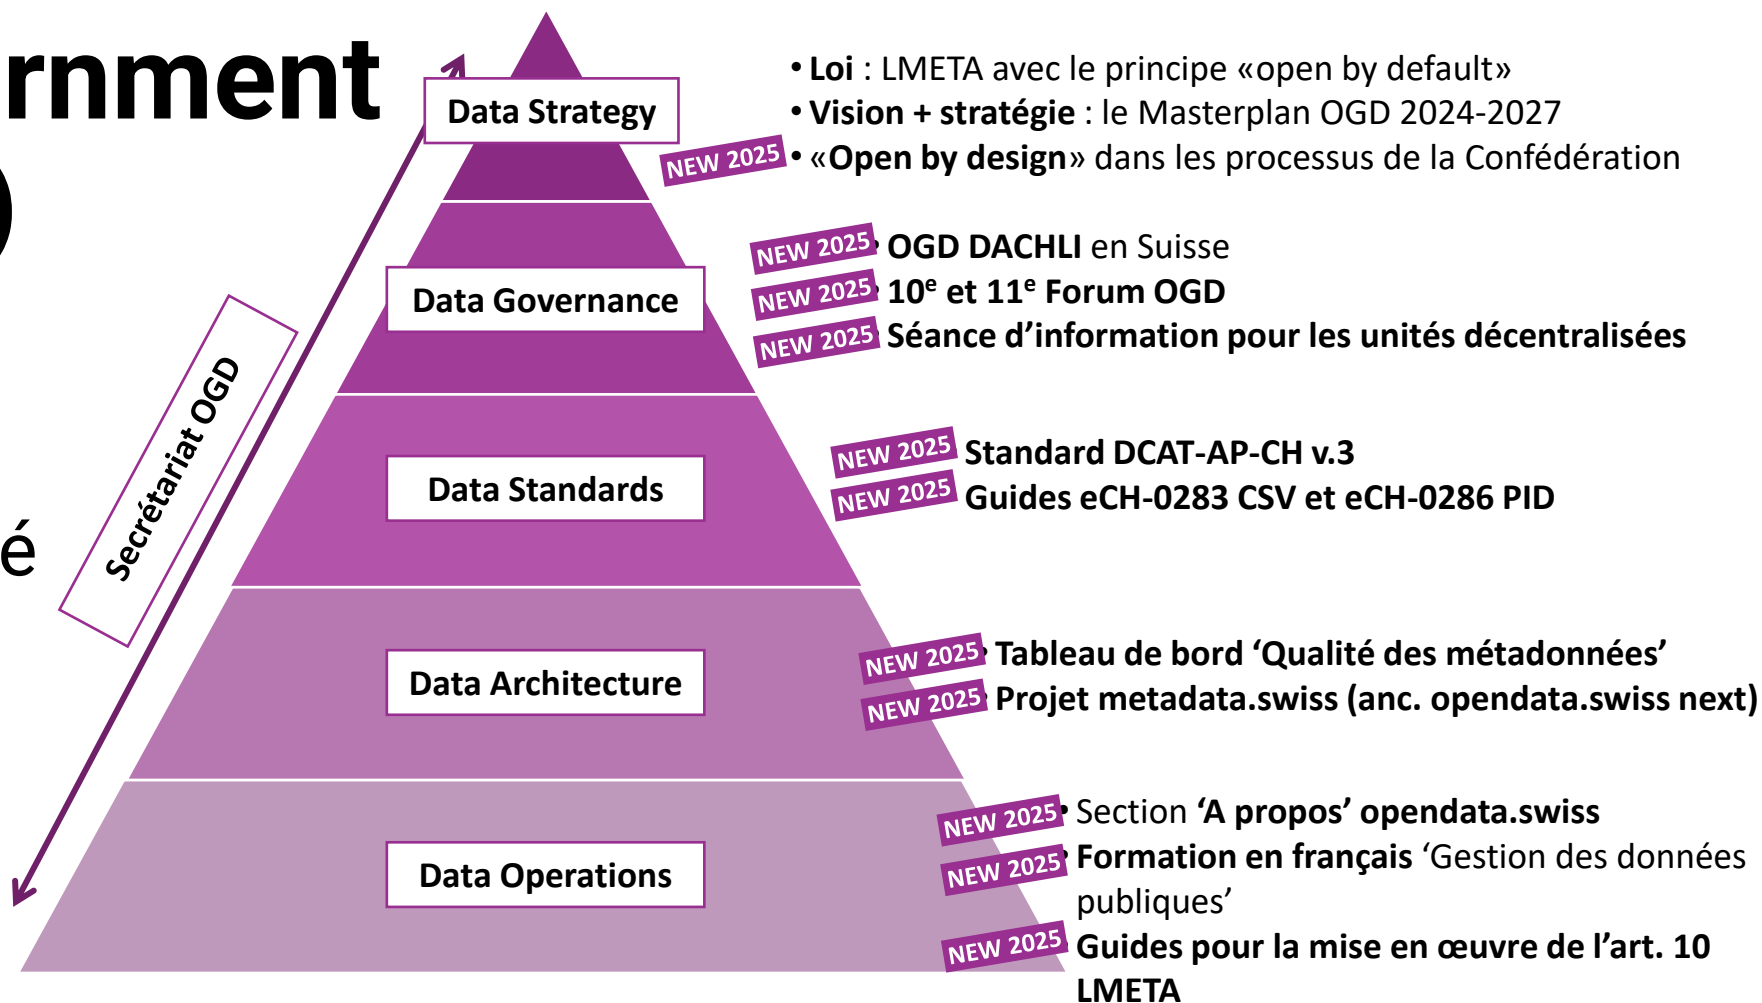 rnment
)
é
Secrétariat OGD
Data Strategy
• Loi : LMETA avec le principe «open by default»
• Vision + stratégie : le Masterplan OGD 2024-2027
NEW 2025 • «Open by design» dans les processus de la Confédération
Data Governance
NEW 2025 • OGD DACHLI en Suisse
NEW 2025 • 10e et 11e Forum OGD
NEW 2025 • Séance d’information pour les unités décentralisées
Data Standards
NEW 2025 Standard DCAT-AP-CH v.3
NEW 2025 Guides eCH-0283 CSV et eCH-0286 PID
Data Architecture
NEW 2025 • Tableau de bord ‘Qualité des métadonnées’
NEW 2025 • Projet metadata.swiss (anc. opendata.swiss next)
Data Operations
NEW 2025 • Section ‘A propos’ opendata.swiss
NEW 2025 • Formation en français ‘Gestion des données
publiques’
NEW 2025 • Guides pour la mise en œuvre de l’art. 10
LMETA